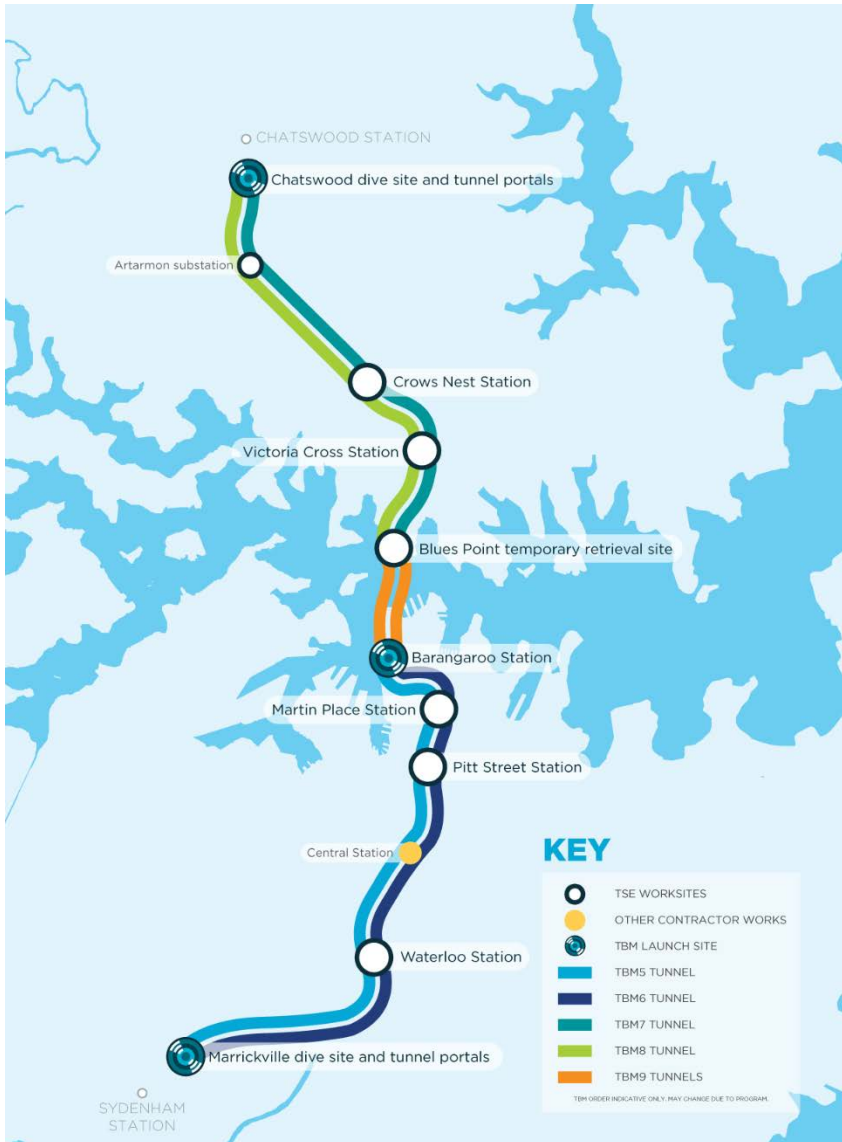 CHATSWOOD STATION
Chatswood dive site and tunnel portals
Artarmon substation
Crows Nest Station
Victoria Cross Station
Blues Point temporary retrieval site
Barangaroo Station
Martin Place Station
Pitt Street Station
Central Station
Waterloo Station
Marrickville dive site and tunnel portals
SYDENHAM
STATION
KEY
TSE WORKSITES
OTHER CONTRACTOR WORKS
TBM LAUNCH SITE
TBM5 TUNNEL
TBM6 TUNNEL
TBM7 TUNNEL
TBM8 TUNNEL
TBM9 TUNNELS
TBM ORDER INDICATIVE ONLY. MAY CHANGE DUE TO PROGRAM.